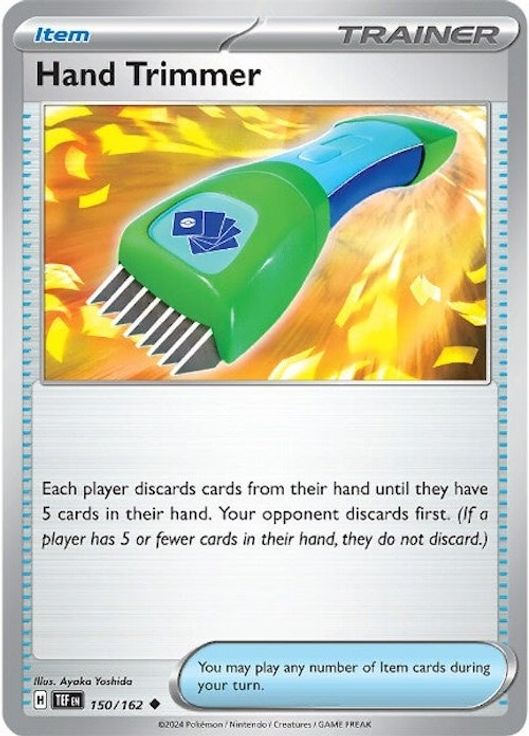 Item
TRAINER
Hand Trimmer
Each player discards cards from their hand until they have
5 cards in their hand. Your opponent discards first. (If a
player has 5 or fewer cards in their hand, they do not discard.)
Illus. Ayaka Yoshida
You may play any number of Item cards during
your turn.
H TEF EN 150/162
©2024 Pokémon / Nintendo / Creatures / GAME FREAK